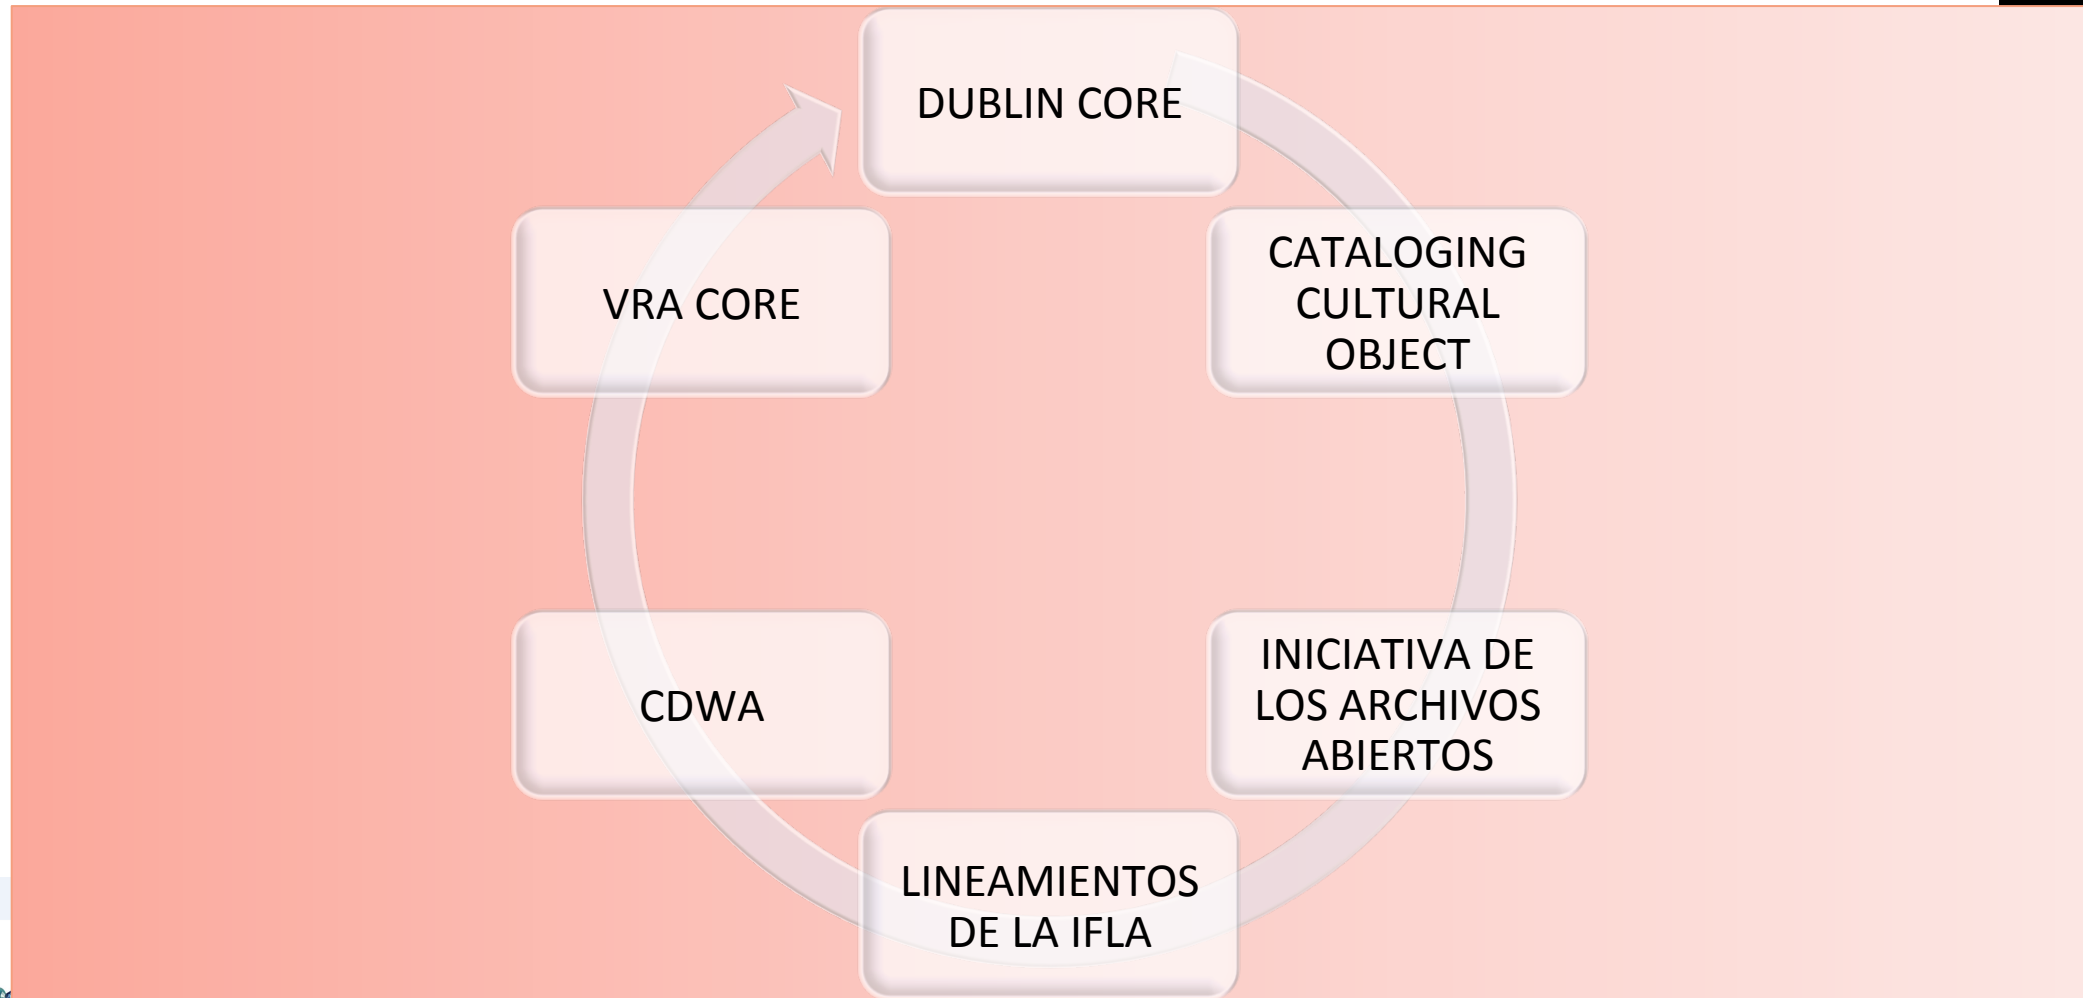 DUBLIN CORE
CATALOGING
CULTURAL
OBJECT
INICIATIVA DE
LOS ARCHIVOS
ABIERTOS
LINEAMIENTOS
DE LA IFLA
CDWA
VRA CORE